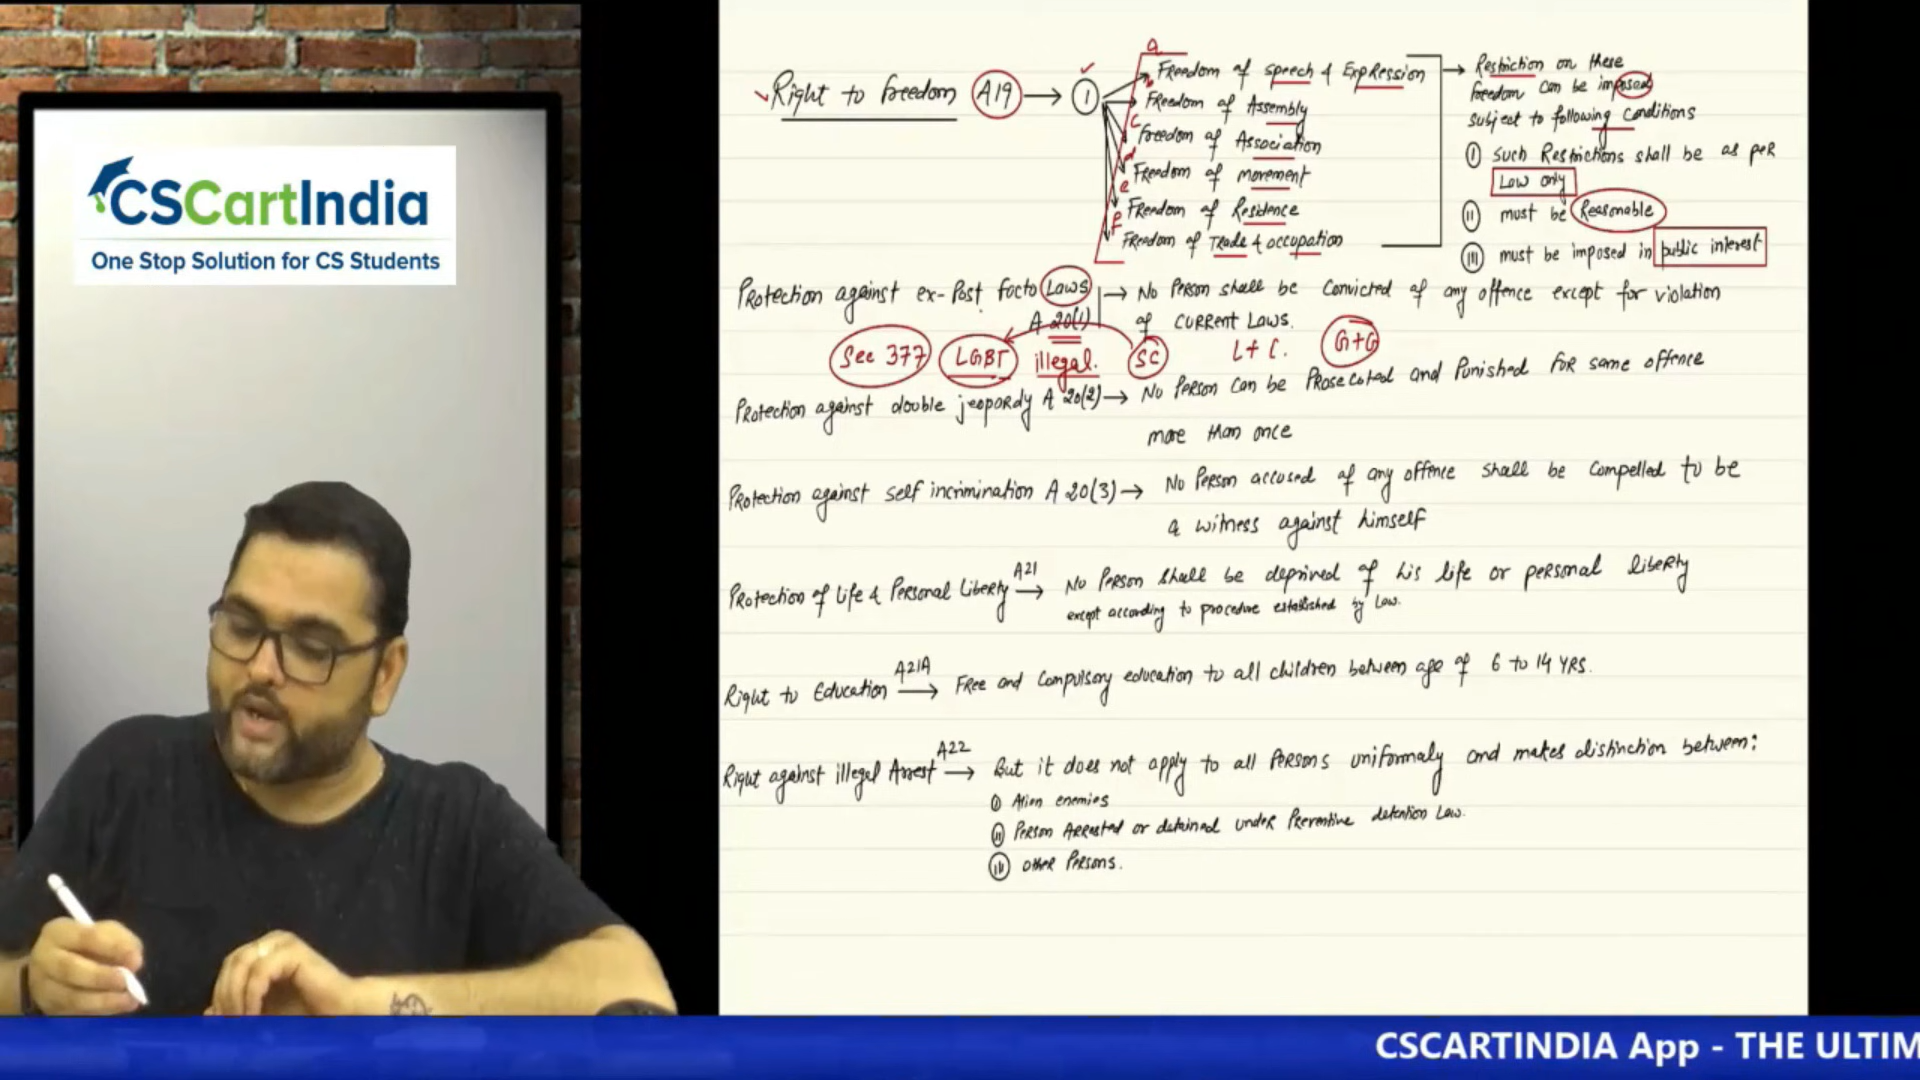 CSCartIndia
One Stop Solution for CS Students
a
Right to freedom A19 → I
Freedom of speech & Expression
b
Freedom of Assembly
c
Freedom of Association
d
Freedom of movement
e
Freedom of Residence
f
Freedom of Trade & occupation
Restriction on these
freedom can be imposed
subject to following Conditions
I such Restrictions shall be as per
Law only
II must be Reasonable
III must be imposed in public interest
Protection against ex-Post facto Laws → No Person shall be Convicted of any offence except for violation
A 20(1) of CURRENT LAWS.
Sec 377 LGBT illegal. SC L+C. G+G
Protection against double jeopardy A 20(2) → No Person Can be Prosecated and Punished for same offence
more than once
Protection against self incrimination A 20(3) → No Person accused of any offence shall be compelled to be
a witness against himself
Protection of Life & Personal Liberty A21 → No Person shall be deprived of his life or personal liberty
except according to procedure established by Law.
Right to Education A21A → Free and Compulsory education to all children between age of 6 to 14 YRS.
Right against illegal Arrest A22 → But it does not apply to all Persons uniformaly and makes distinction between:
I Alien enemies
II Person Arrested or detained under Preventive detention Law.
III other Persons.
CSCARTINDIA App - THE ULTIM